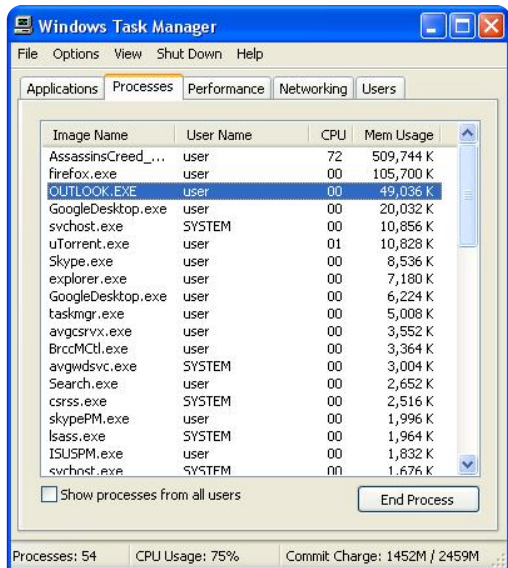 Windows Task Manager
File Options View Shut Down Help
Applications Processes Performance Networking Users
Image Name User Name CPU Mem Usage
AssassinsCreed_... user 72 509,744 K
firefox.exe user 00 105,700 K
OUTLOOK.EXE user 00 49,036 K
GoogleDesktop.exe user 00 20,032 K
svchost.exe SYSTEM 00 10,856 K
uTorrent.exe user 01 10,828 K
Skype.exe user 00 8,536 K
explorer.exe user 00 7,180 K
GoogleDesktop.exe user 00 6,224 K
taskmgr.exe user 00 5,008 K
avgcsrvx.exe user 00 3,552 K
BrccMCtl.exe user 00 3,364 K
avgwdsvc.exe SYSTEM 00 3,004 K
Search.exe user 00 2,652 K
csrss.exe SYSTEM 00 2,516 K
skypePM.exe user 00 1,996 K
lsass.exe SYSTEM 00 1,964 K
ISUSPM.exe user 00 1,832 K
svchost.exe SYSTEM 00 1,676 K
Show processes from all users End Process
Processes: 54 CPU Usage: 75% Commit Charge: 1452M / 2459M